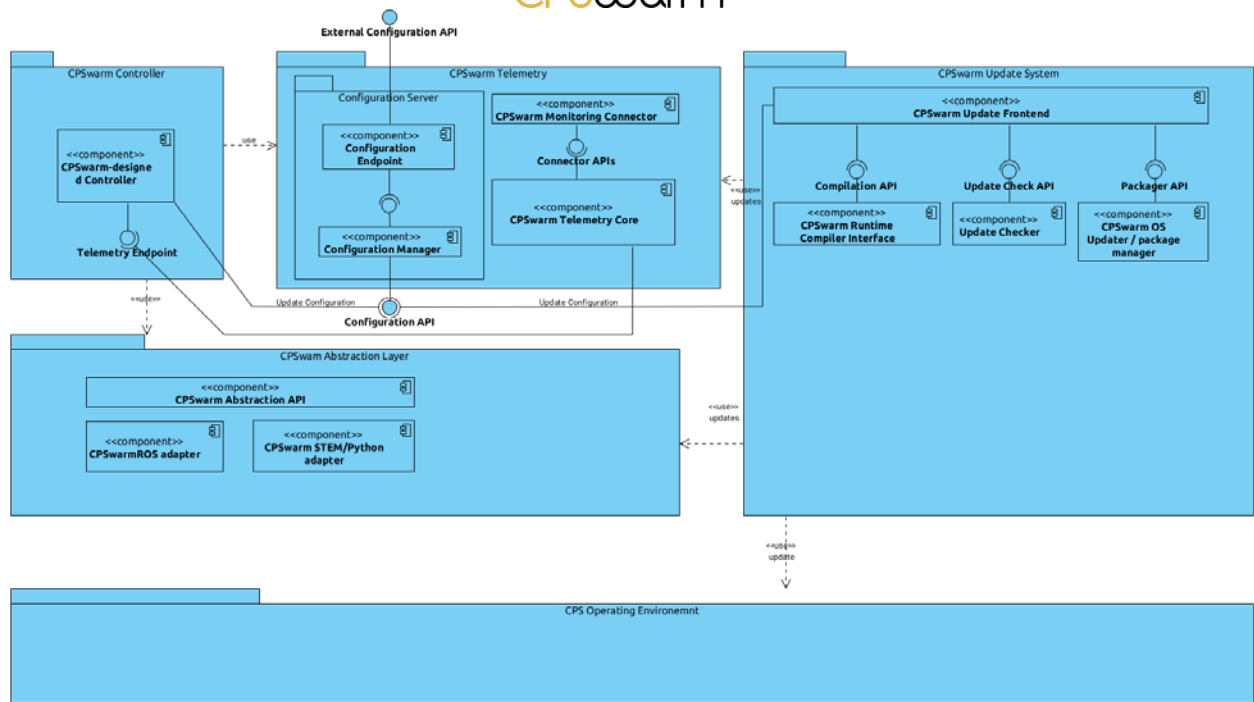 CPSwarm
External Configuration API
CPSwarm Controller
<<component>>
CPSwarm-designe
d Controller
Telemetry Endpoint
use
CPSwarm Telemetry
Configuration Server
<<component>>
Configuration
Endpoint
<<component>>
Configuration Manager
<<component>>
CPSwarm Monitoring Connector
Connector APIs
<<component>>
CPSwarm Telemetry Core
<<use>>
updates
CPSwarm Update System
<<component>>
CPSwarm Update Frontend
Compilation API
Update Check API
Packager API
<<component>>
CPSwarm Runtime
Compiler Interface
<<component>>
Update Checker
<<component>>
CPSwarm OS
Updater / package
manager
<<use>>
Update Configuration
Update Configuration
Configuration API
CPSwam Abstraction Layer
<<component>>
CPSwarm Abstraction API
<<component>>
CPSwarmROS adapter
<<component>>
CPSwarm STEM/Python
adapter
<<use>>
updates
<<use>>
update
CPS Operating Environemnt